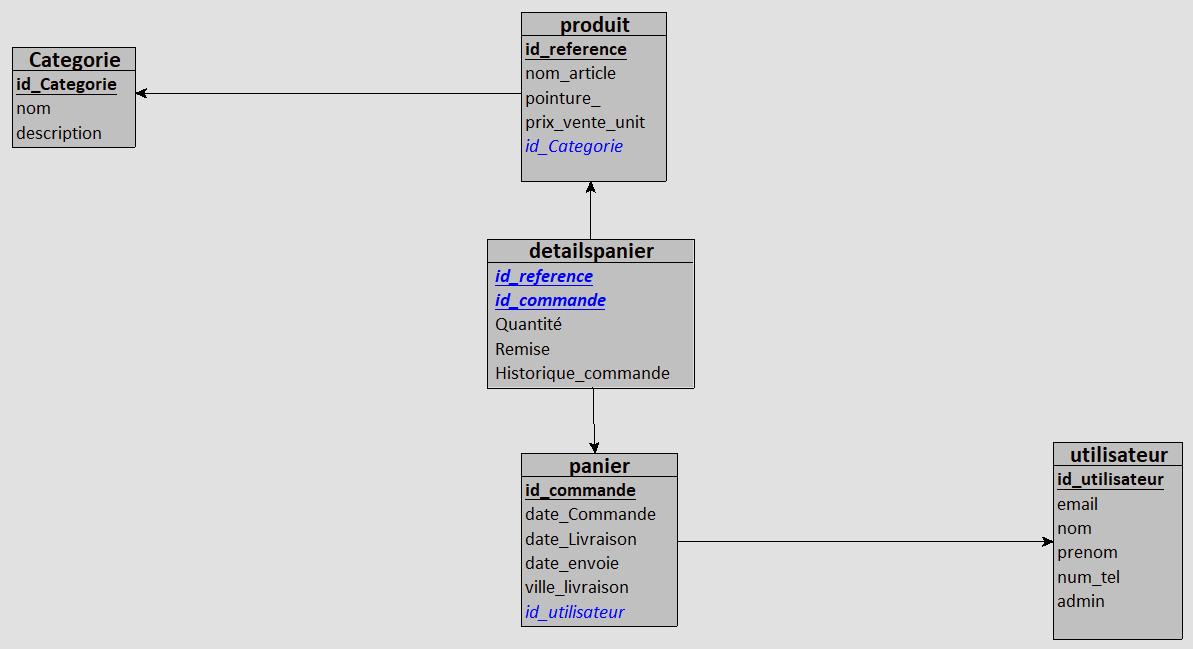 Categorie
id_Categorie
nom
description
produit
id_reference
nom_article
pointure_
prix_vente_unit
id_Categorie
detailspanier
id_reference
id_commande
Quantité
Remise
Historique_commande
panier
id_commande
date_Commande
date_Livraison
date_envoie
ville_livraison
id_utilisateur
utilisateur
id_utilisateur
email
nom
prenom
num_tel
admin